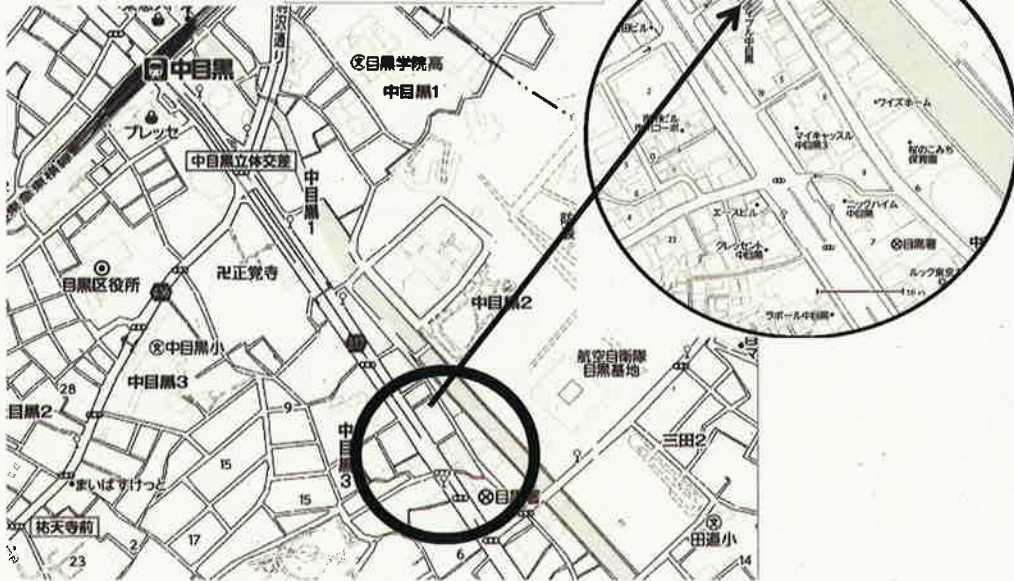 中目黒
目黒学院高
中目黒1
プレッセ
中目黒立体交差
中目黒1
目黒区役所
卍正覚寺
中目黒小
中目黒3
28
9
15
15
17
中目黒3
まいばすけっと
祐天寺前
23
2
6
中目黒2
航空自衛隊
目黒基地
三田2
田道小
14
目黒署
ワイズホーム
マイキャッスル
中目黒3
桜のこみち
保育園
エースビル
ニックハイム
中目黒
クレッセント
中目黒
目黒署
ルック東京
ラポール中目黒